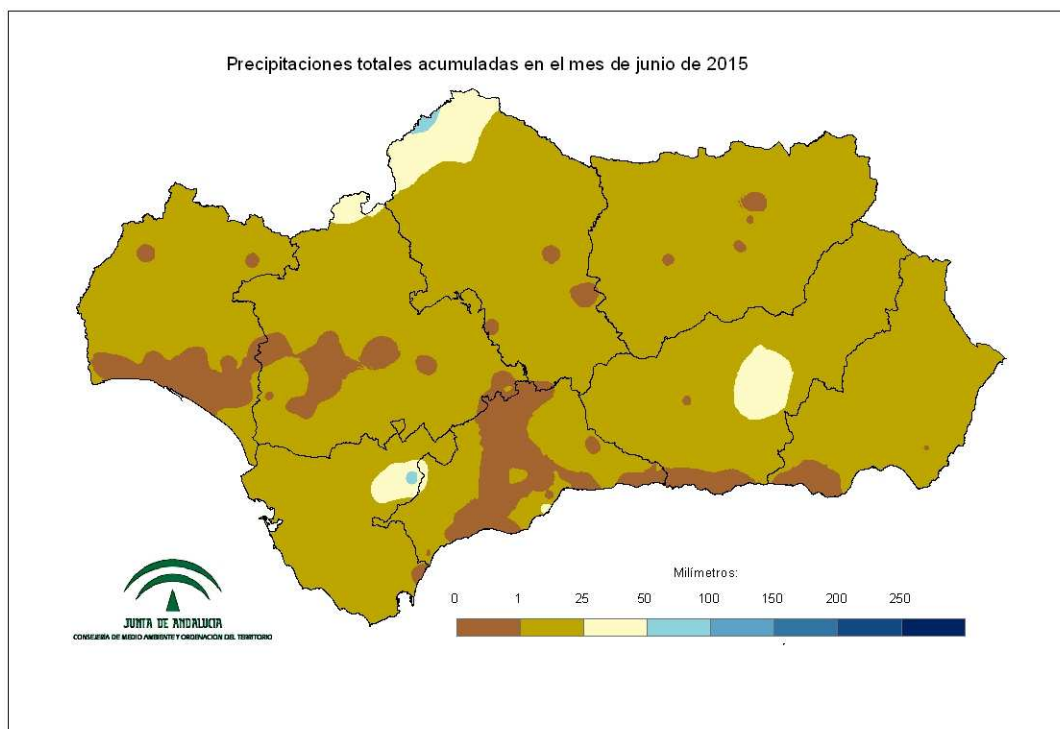 Precipitaciones totales acumuladas en el mes de junio de 2015
Milímetros:
0 1 25 50 100 150 200 250
JUNTA DE ANDALUCIA
CONSEJERÍA DE MEDIO AMBIENTE Y ORDENACIÓN DEL TERRITORIO